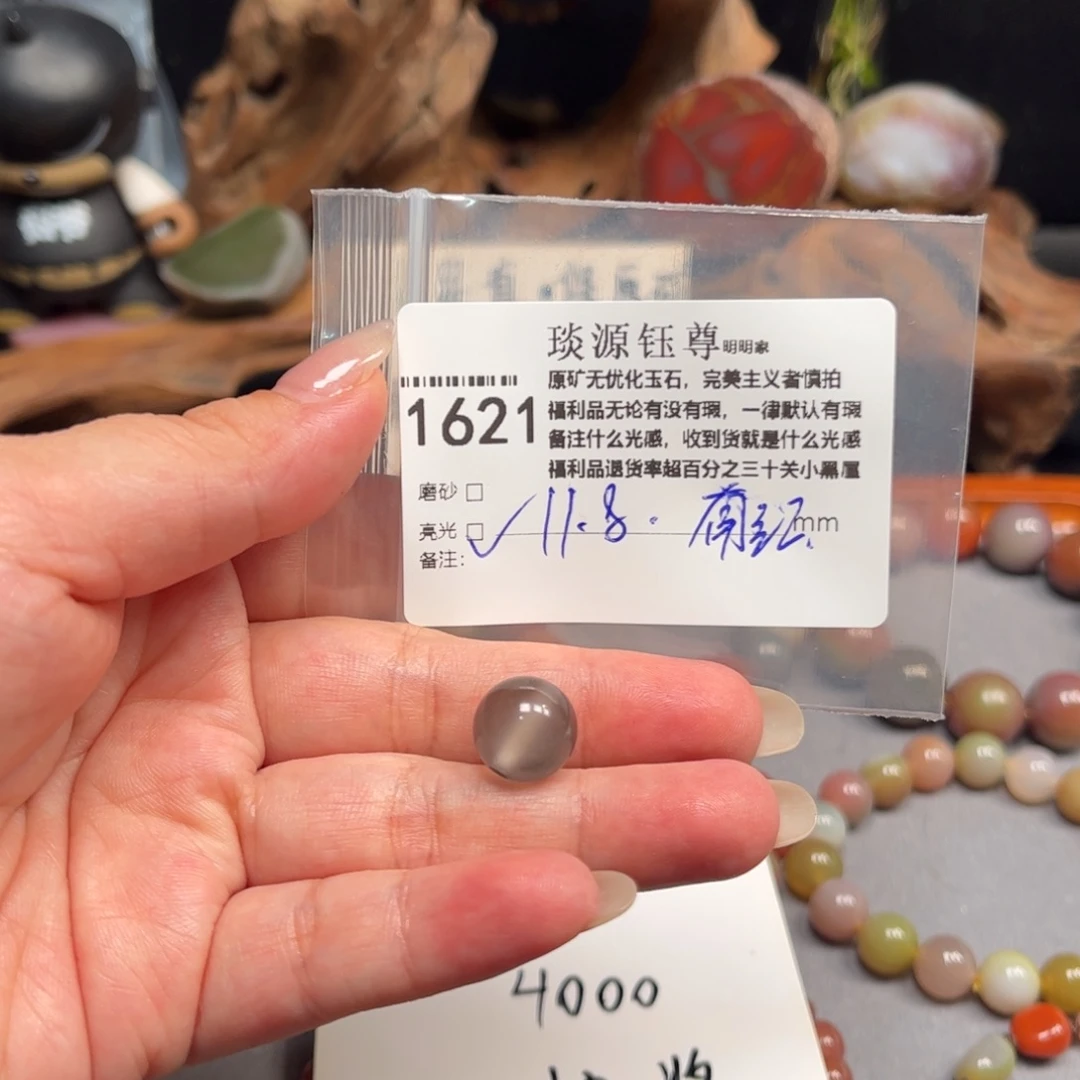 琰源钰尊明明家
原矿无优化玉石，完美主义者慎拍
1621
福利品无论有没有瑕，一律默认有瑕
备注什么光感，收到货就是什么光感
福利品退货率超百分之三十关小黑屋
磨砂 □
亮光 □ ✓ 11.8. mm
备注：
4000